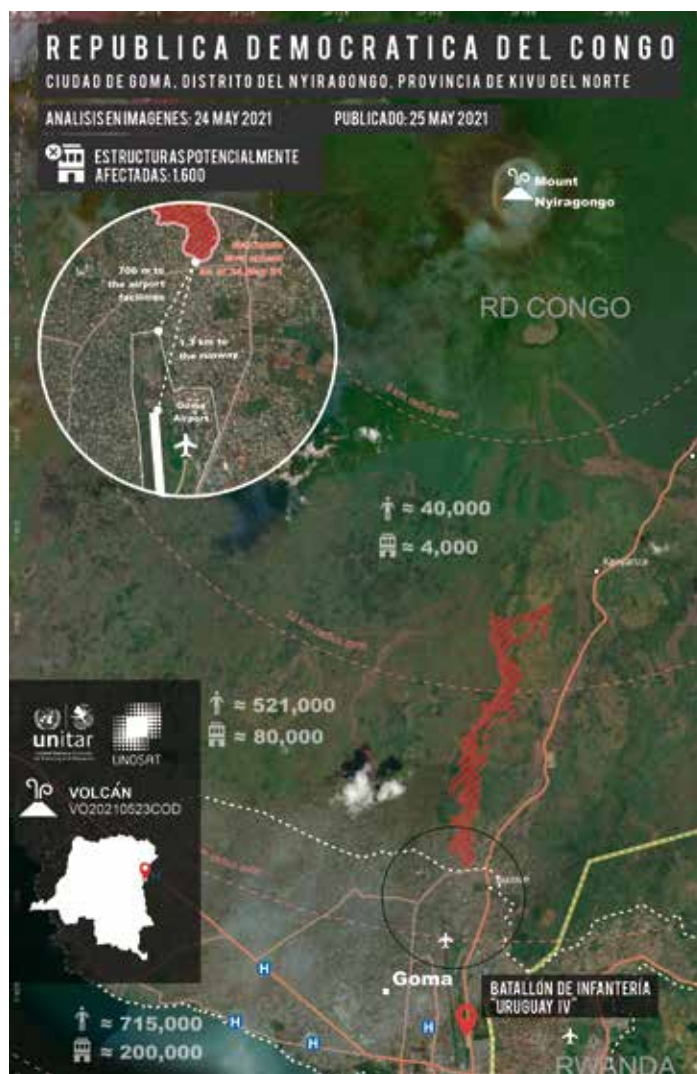 REPUBLICA DEMOCRATICA DEL CONGO
CIUDAD DE GOMA, DISTRITO DEL NYIRAGONGO, PROVINCIA DE KIVU DEL NORTE
ANALISIS EN IMAGENES: 24 MAY 2021
PUBLICADO: 25 MAY 2021
ESTRUCTURAS POTENCIALMENTE
AFECTADAS: 1.600
Mount
Nyiragongo
RD CONGO
706 m to
the airport
facilities
1.3 km to
the runway
Goma
Airport
≈ 40,000
≈ 4,000
≈ 521,000
≈ 80,000
unitar
UNOSAT
VOLCÁN
VO20210523COD
H
H
H
H
Goma
BATALLÓN DE INFANTERÍA
"URUGUAY IV"
≈ 715,000
≈ 200,000
RWANDA